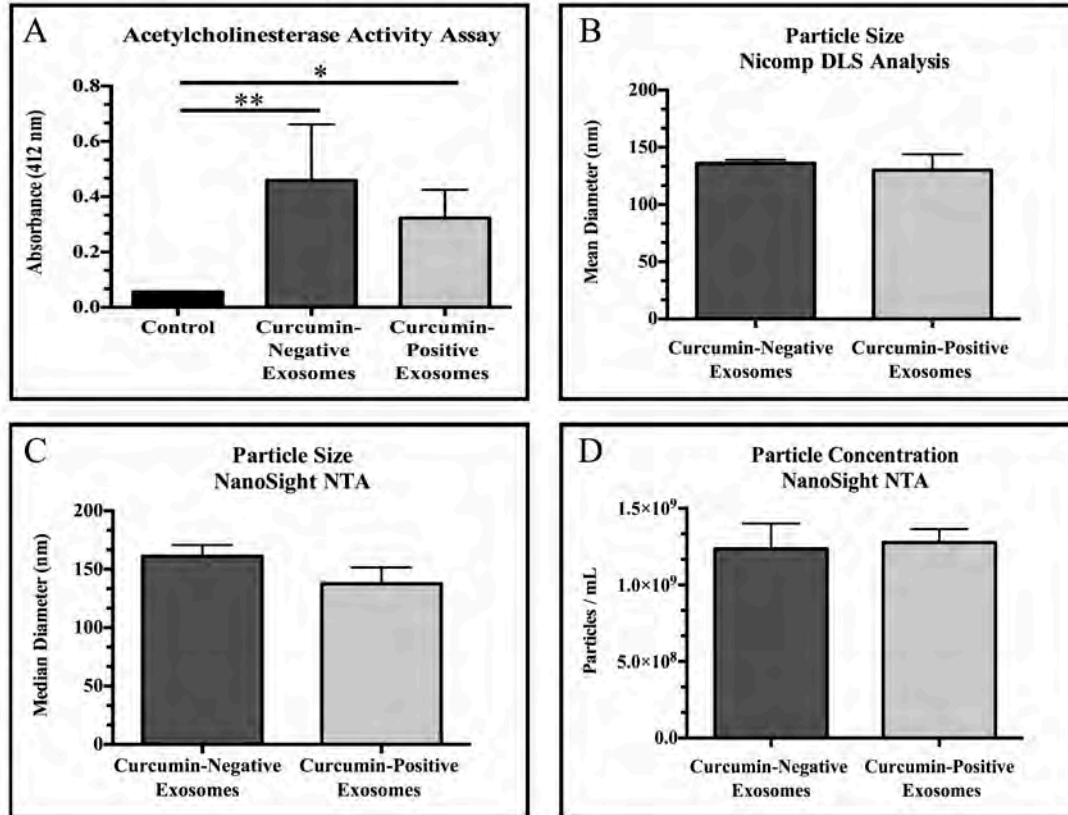 A
Acetylcholinesterase Activity Assay
*
**
Absorbance (412 nm)
0.8
0.6
0.4
0.2
0.0
Control
Curcumin-
Negative
Exosomes
Curcumin-
Positive
Exosomes
B
Particle Size
Nicomp DLS Analysis
Mean Diameter (nm)
200
150
100
50
0
Curcumin-Negative
Exosomes
Curcumin-Positive
Exosomes
C
Particle Size
NanoSight NTA
Median Diameter (nm)
200
150
100
50
0
Curcumin-Negative
Exosomes
Curcumin-Positive
Exosomes
D
Particle Concentration
NanoSight NTA
Particles / mL
1.5×10⁹
1.0×10⁹
5.0×10⁸
0.0
Curcumin-Negative
Exosomes
Curcumin-Positive
Exosomes